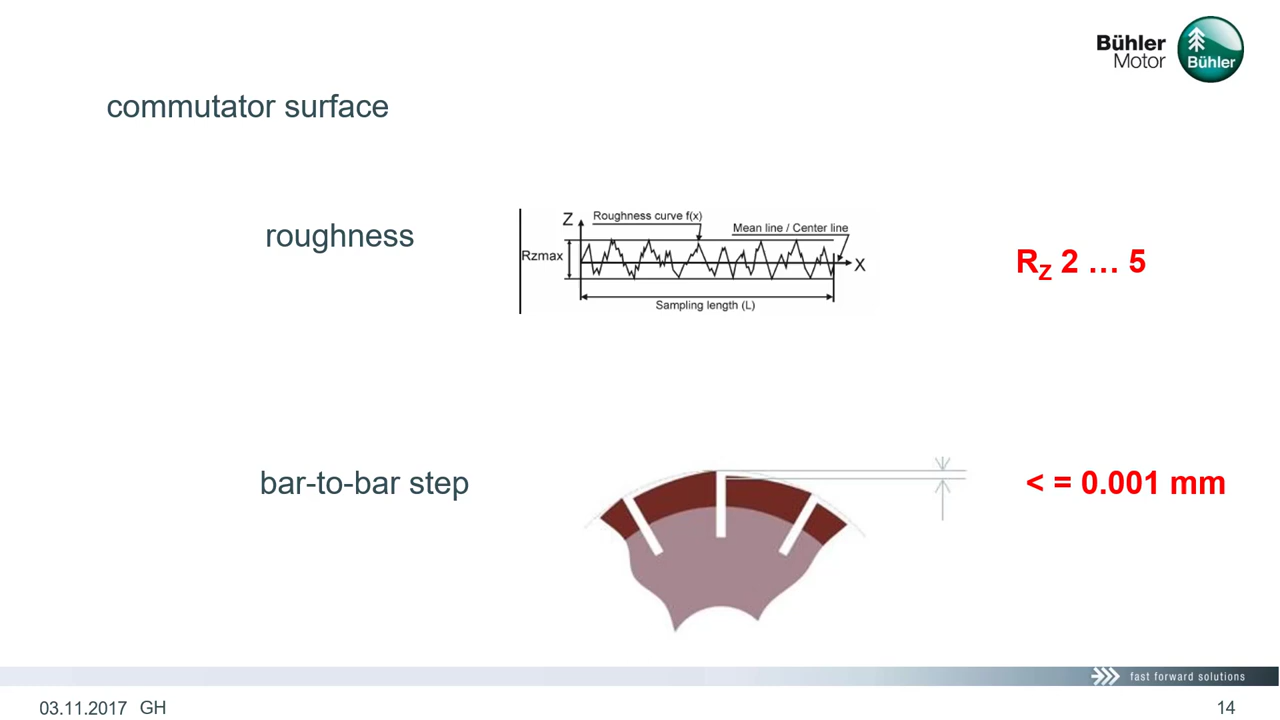 Bühler
Motor
Bühler
commutator surface
roughness
Z
Roughness curve f(x)
Mean line / Center line
Rzmax
X
Sampling length (L)
RZ 2 … 5
bar-to-bar step
< = 0.001 mm
fast forward solutions
03.11.2017 GH
14